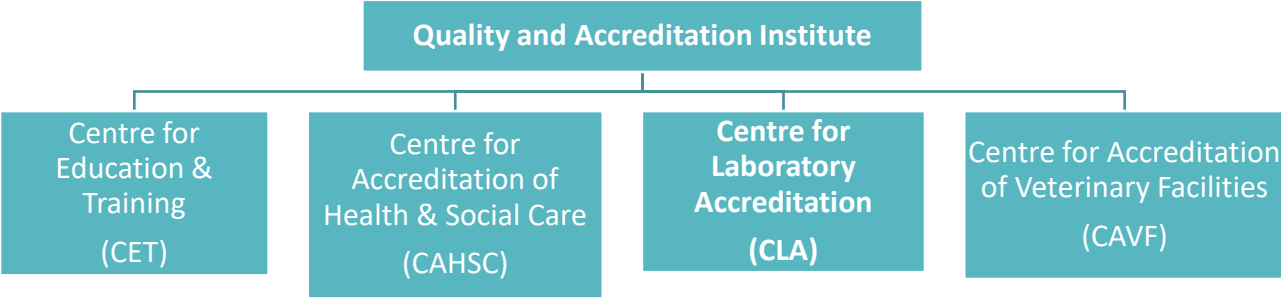 Quality and Accreditation Institute
Centre for
Education &
Training
(CET)
Centre for
Accreditation of
Health & Social Care
(CAHSC)
Centre for
Laboratory
Accreditation
(CLA)
Centre for Accreditation
of Veterinary Facilities
(CAVF)